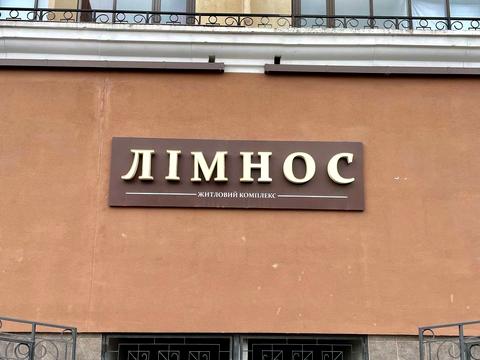 ЛІМНОС
ЖИТЛОВИЙ КОМПЛЕКС